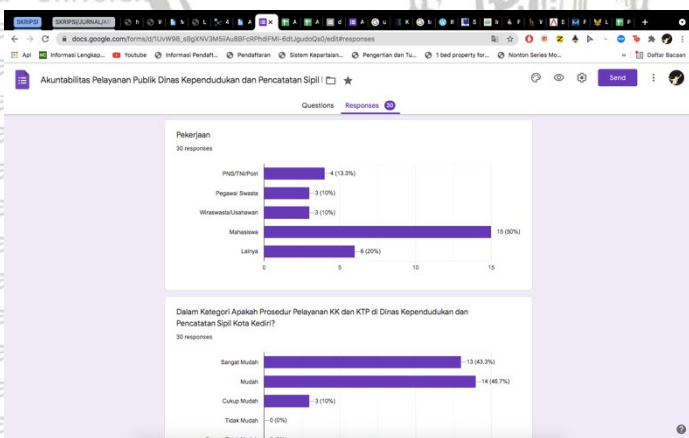 SKRIPSI
SKRIPSI/JURNAL/AF
docs.google.com/forms/d/
/edit#responses
Apl
Informasi Lengkap...
YouTube
Informasi Pendaft...
Pendaftaran
Sistem Kepartaian...
Pengertian dan Tu...
1 bed property for...
Nonton Series Mo...
Daftar Bacaan
Akuntabilitas Pelayanan Publik Dinas Kependudukan dan Pencatatan Sipil
Send
Questions
Responses
30
Pekerjaan
30 responses
PNS/TNI/Polri
4 (13.3%)
Pegawai Swasta
3 (10%)
Wiraswasta/Usahawan
3 (10%)
Mahasiswa
15 (50%)
Lainya
6 (20%)
0
5
10
15
Dalam Kategori Apakah Prosedur Pelayanan KK dan KTP di Dinas Kependudukan dan
Pencatatan Sipil Kota Kediri?
30 responses
Sangat Mudah
13 (43.3%)
Mudah
14 (46.7%)
Cukup Mudah
3 (10%)
Tidak Mudah
0 (0%)